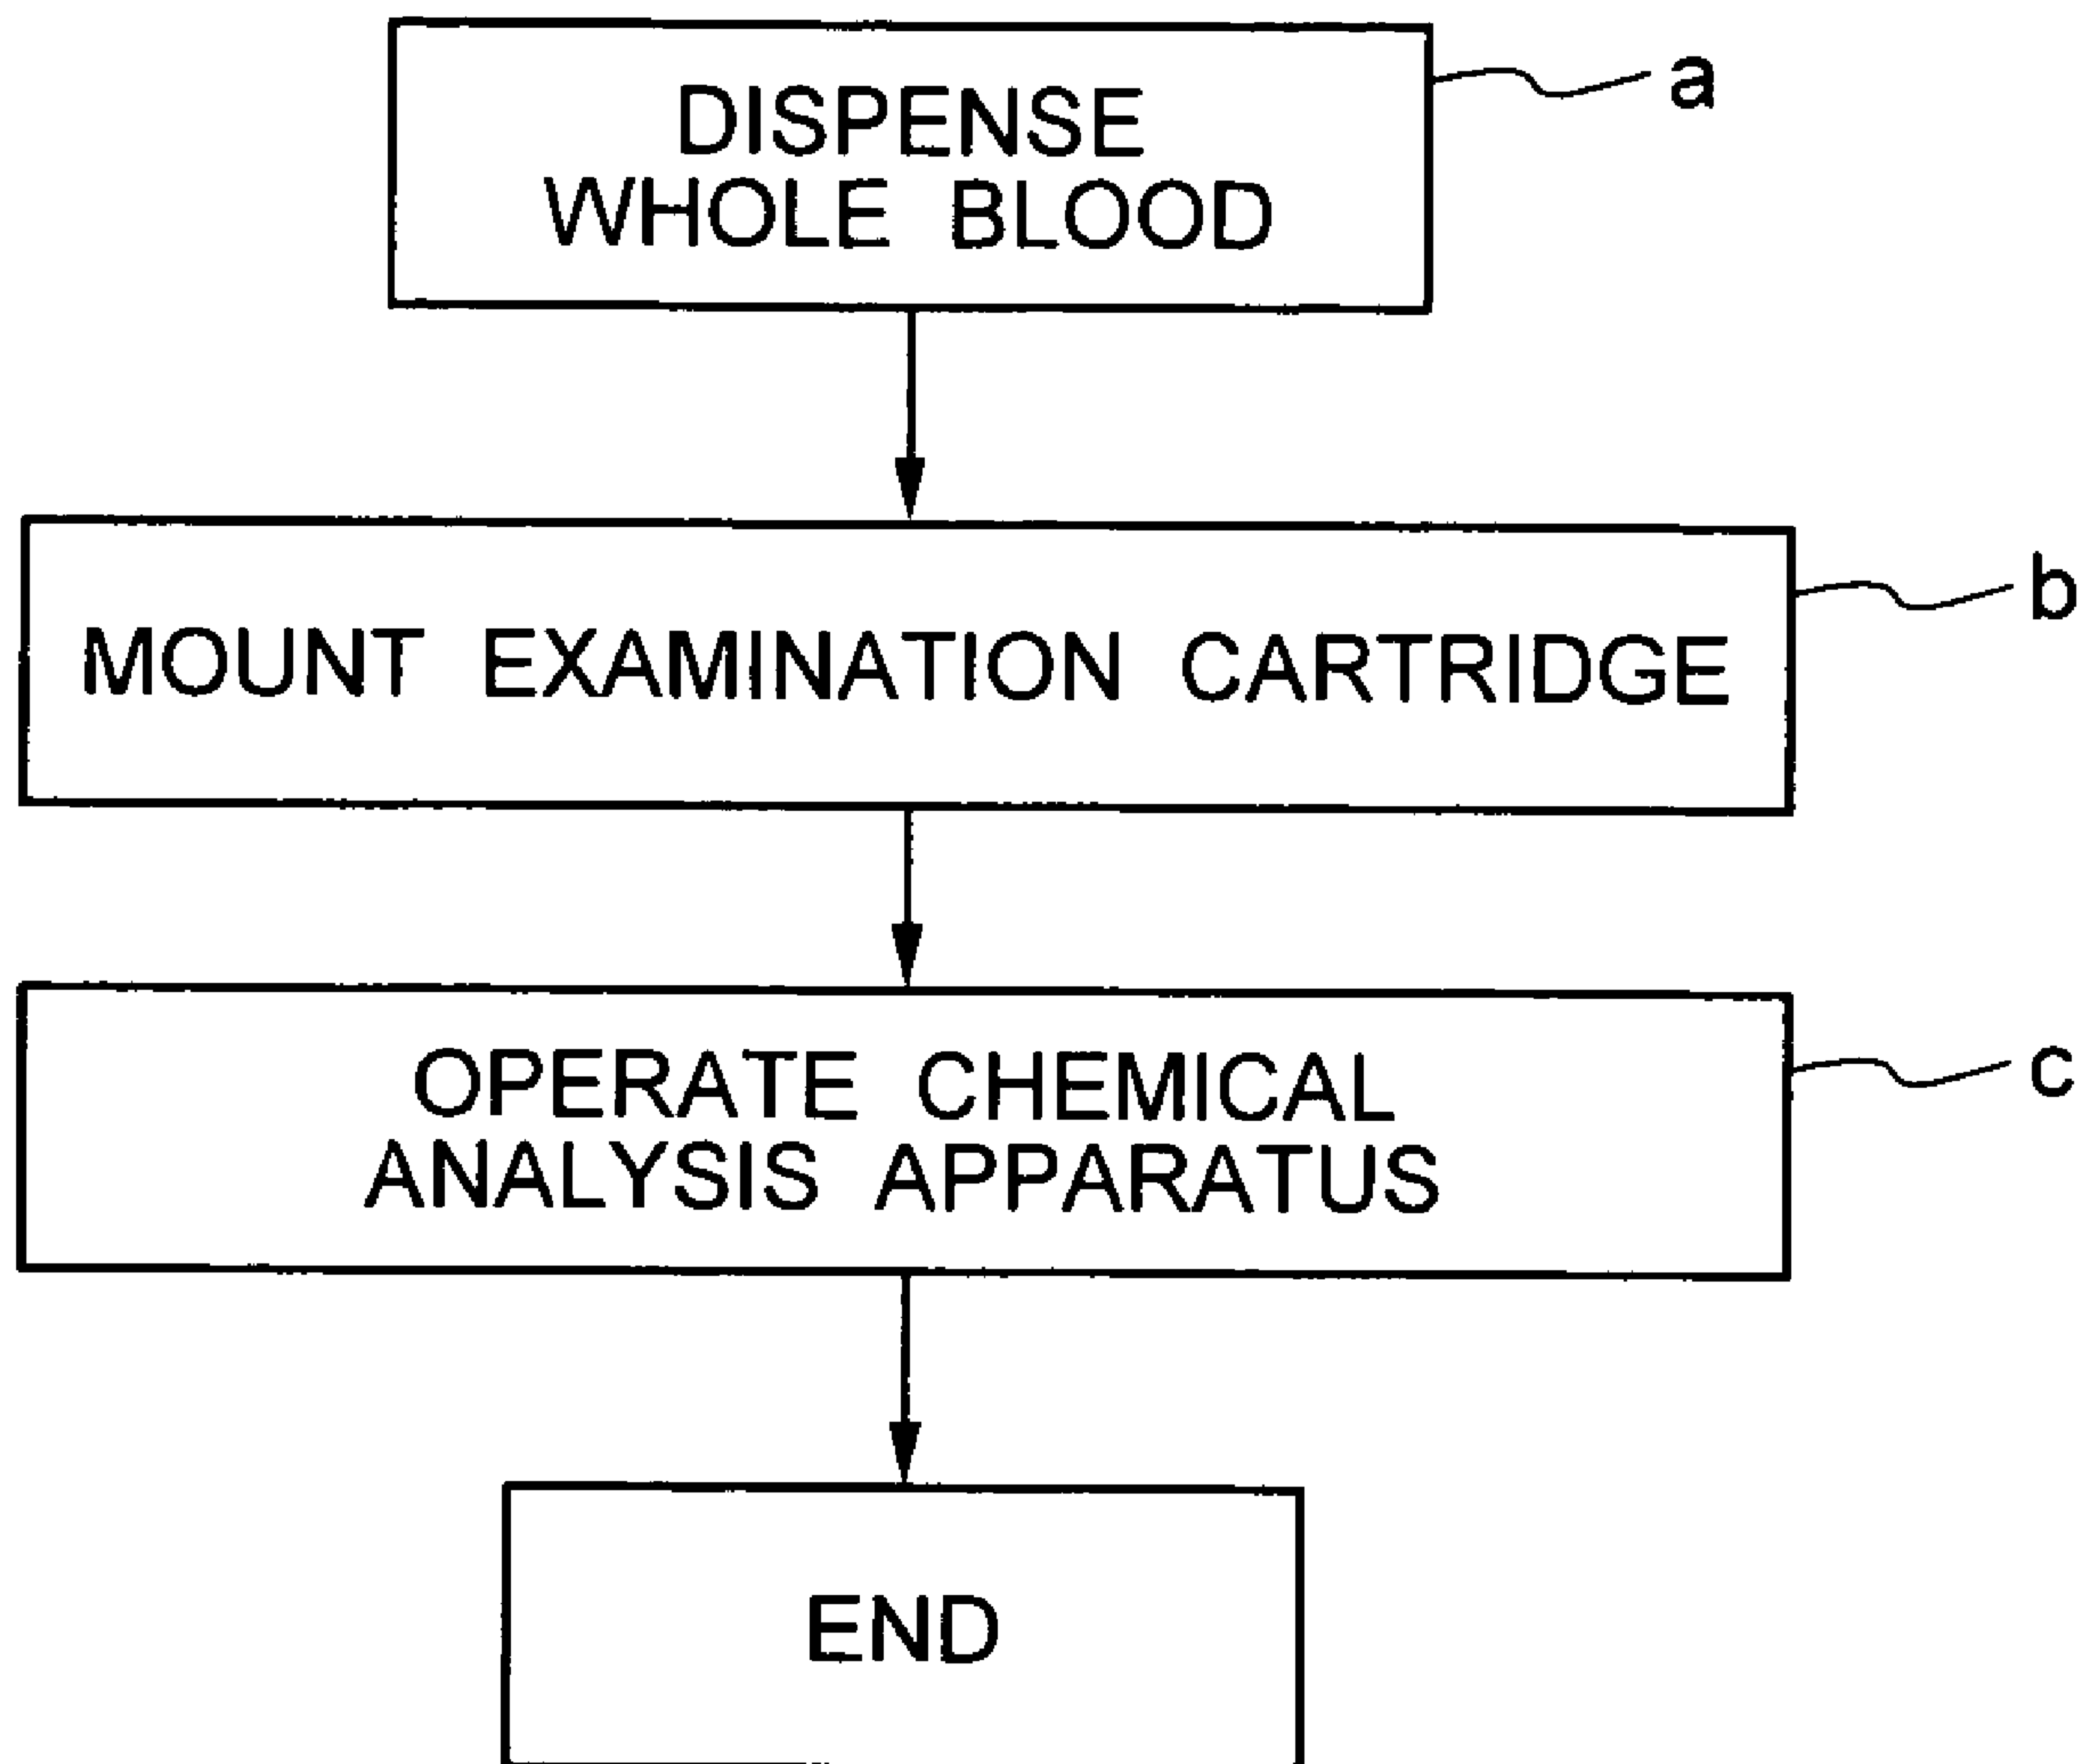 DISPENSE
WHOLE BLOOD
a
MOUNT EXAMINATION CARTRIDGE
b
OPERATE CHEMICAL
ANALYSIS APPARATUS
c
END